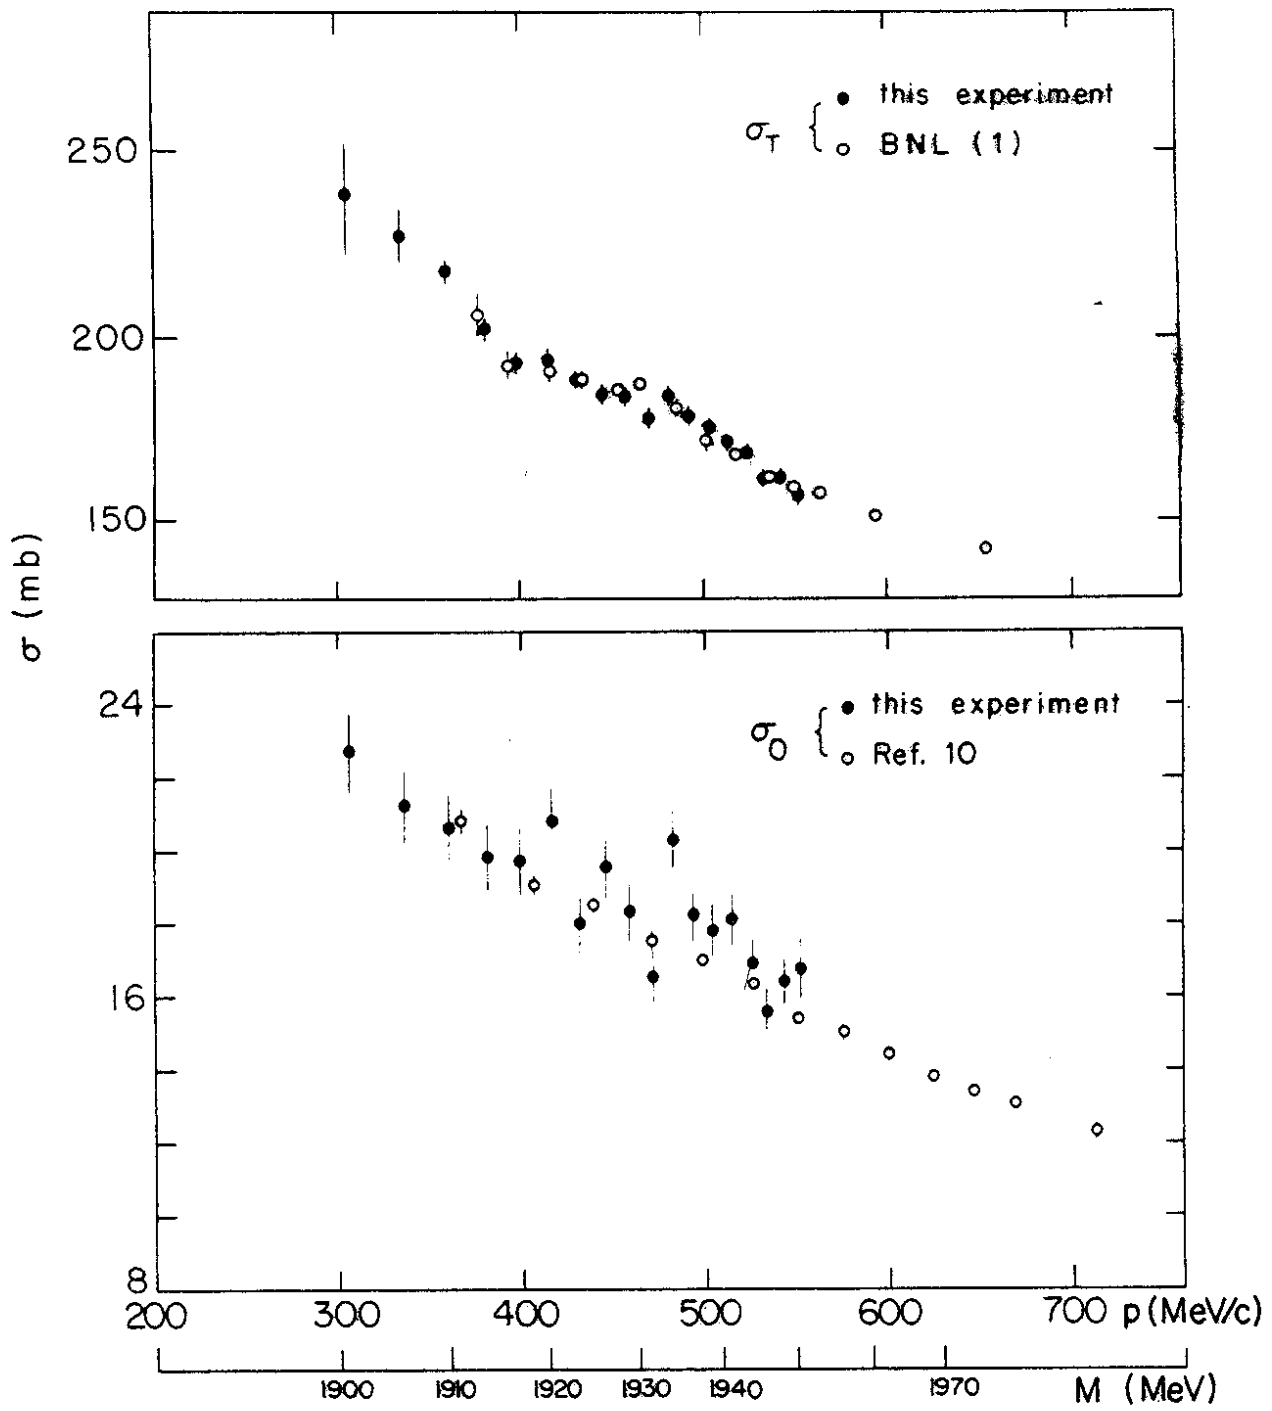 σT { ● this experiment
○ BNL (1)
250
200
150
σ (mb)
σ0 { ● this experiment
○ Ref. 10
24
16
8
200 300 400 500 600 700 p (MeV/c)
1900 1910 1920 1930 1940 1970 M (MeV)